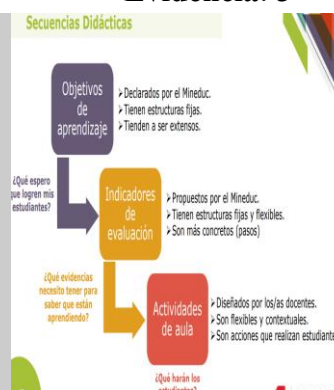 Secuencias Didácticas
Objetivos
de
aprendizaje
➢Declarados por el Mineduc.
➢Tienen estructuras fijas.
➢Tienden a ser extensos.
¿Qué espero
que logren mis
estudiantes?
Indicadores
de
evaluación
➢Propuestos por el Mineduc.
➢Tienen estructuras fijas y flexibles.
➢Son más concretos (pasos)
¿Qué evidencias
necesito tener para
saber que están
aprendiendo?
Actividades
de aula
➢Diseñados por los/as docentes.
➢Son flexibles y contextuales.
➢Son acciones que realizan estudiante
¿Qué harán los